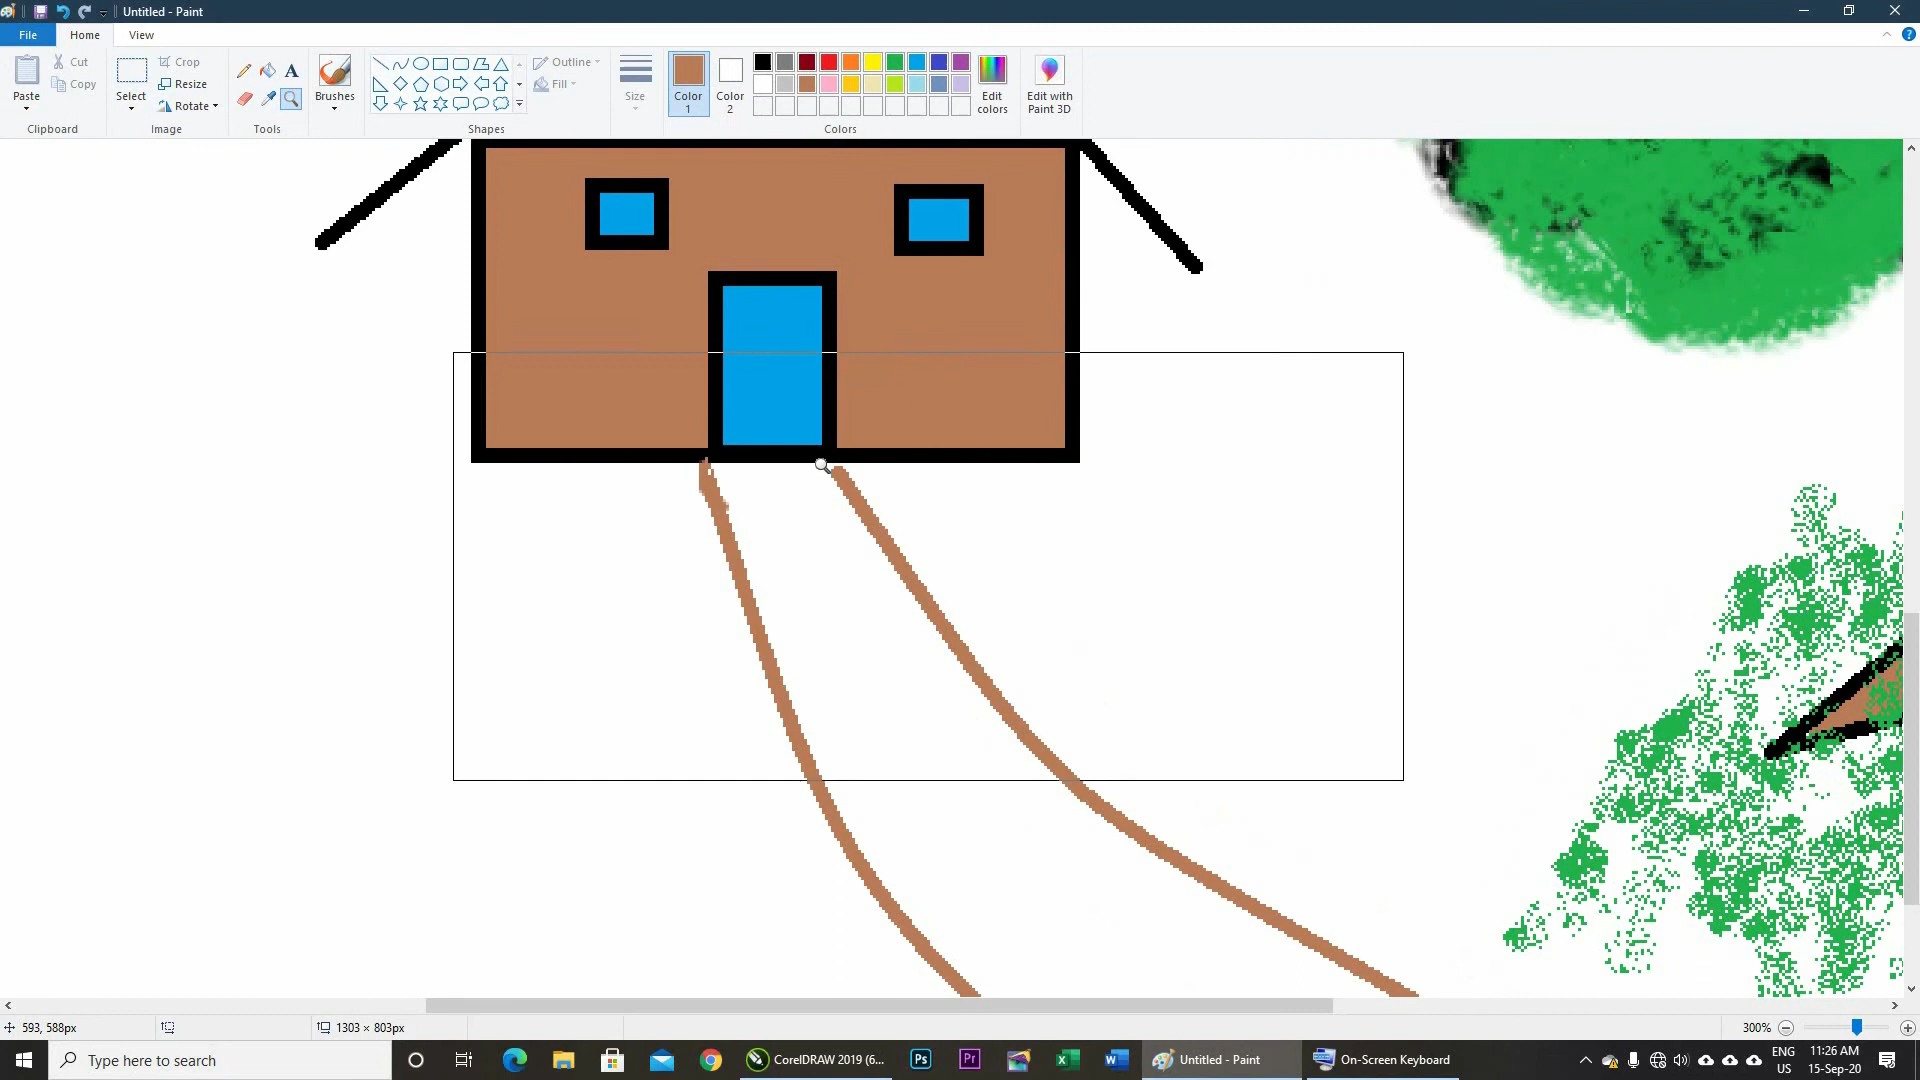 Untitled - Paint
File Home View
Paste
Cut
Copy
Clipboard
Select
Crop
Resize
Rotate
Image
A
Tools
Brushes
Shapes
Outline
Fill
Size
Color 1
Color 2
Edit colors
Colors
Edit with Paint 3D
593, 588px
1303 × 803px
300%
Type here to search
CorelDRAW 2019 (6...
Ps
Pr
Untitled - Paint
On-Screen Keyboard
ENG
US
11:26 AM
15-Sep-20